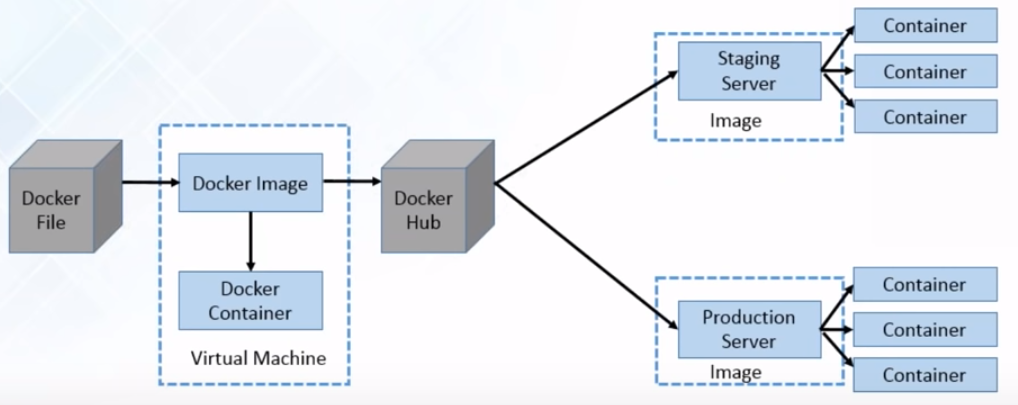 Docker
File
Docker Image
Docker
Container
Virtual Machine
Docker
Hub
Staging
Server
Image
Container
Container
Container
Production
Server
Image
Container
Container
Container